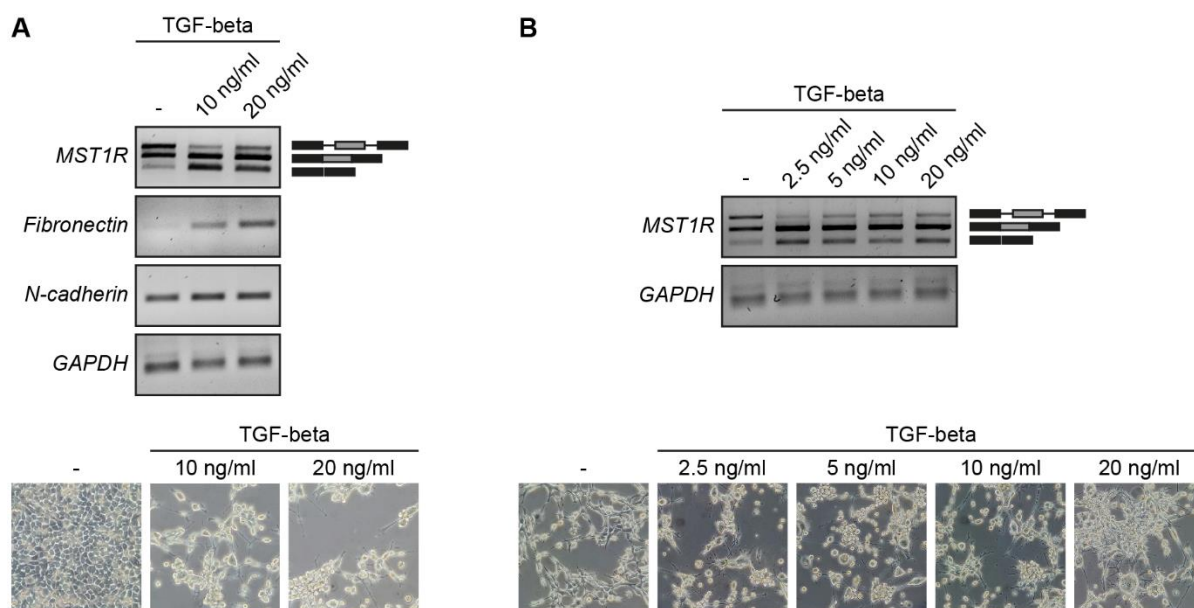 A
TGF-beta
- 10 ng/ml 20 ng/ml
MST1R
Fibronectin
N-cadherin
GAPDH
TGF-beta
- 10 ng/ml 20 ng/ml
B
TGF-beta
- 2.5 ng/ml 5 ng/ml 10 ng/ml 20 ng/ml
MST1R
GAPDH
TGF-beta
- 2.5 ng/ml 5 ng/ml 10 ng/ml 20 ng/ml